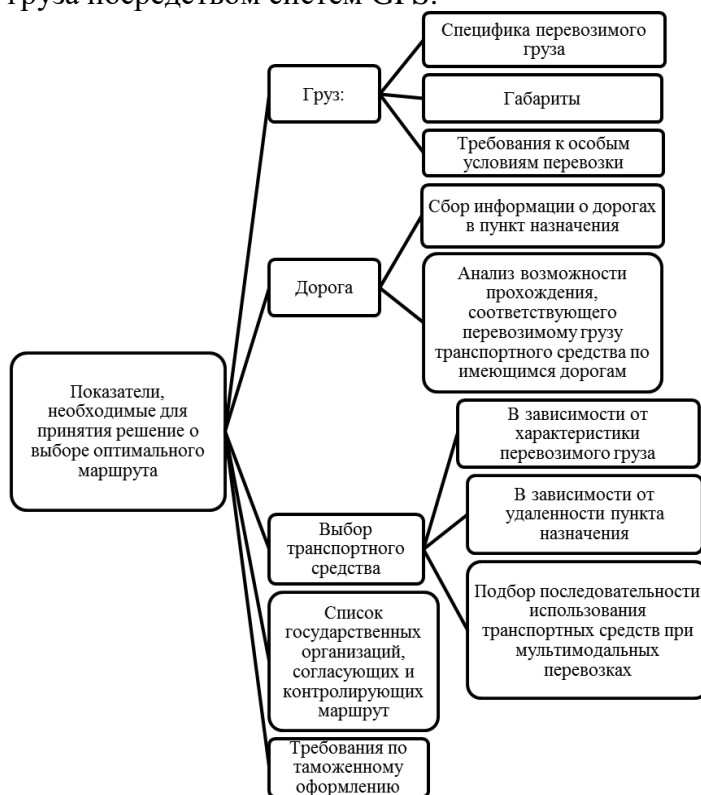 груза посредством систем GPS.
Специфика перевозимого
груза
Груз:
Габариты
Требования к особым
условиям перевозки
Сбор информации о дорогах
в пункт назначения
Дорога
Анализ возможности
прохождения,
соответствующего
перевозимому грузу
транспортного средства по
имеющимся дорогам
Показатели,
необходимые для
принятия решение о
выборе оптимального
маршрута
В зависимости от
характеристики
перевозимого груза
В зависимости от
удаленности пункта
назначения
Выбор
транспортного
средства
Подбор последовательности
использования
транспортных средств при
мультимодальных
перевозках
Список
государственных
организаций,
согласующих и
контролирующих
маршрут
Требования по
таможенному
оформлению